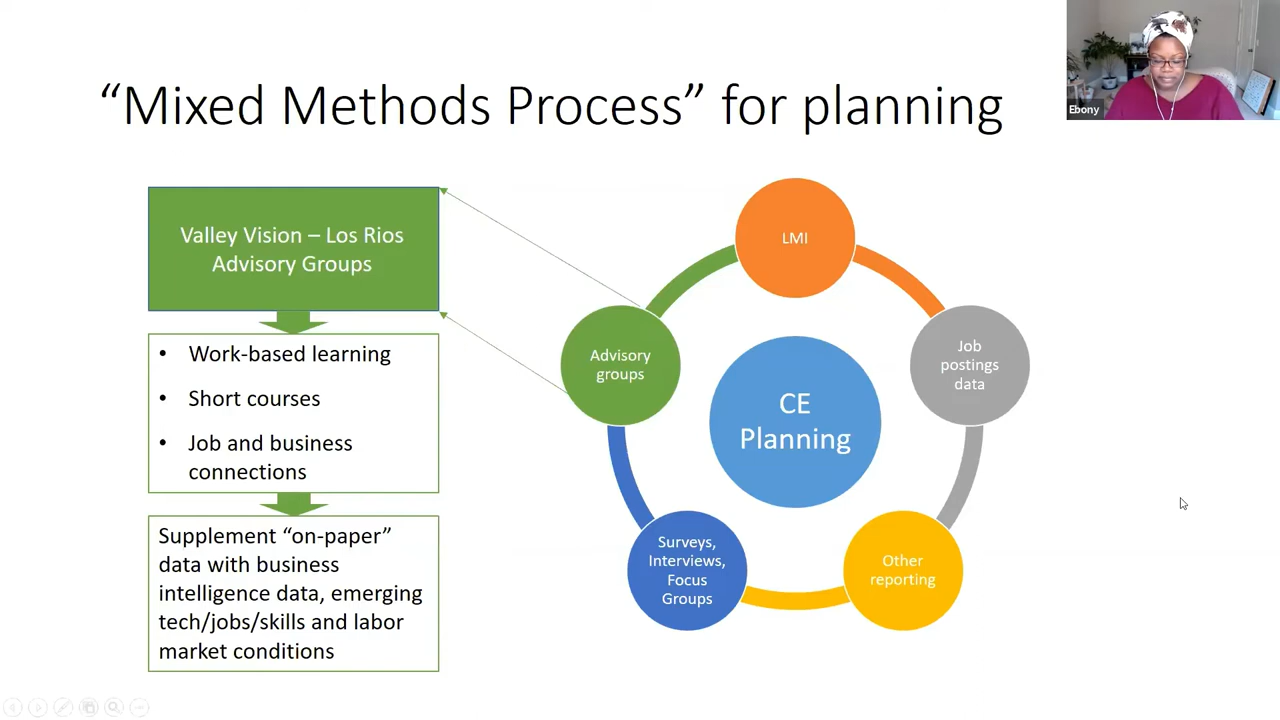 “Mixed Methods Process” for planning
Ebony
Valley Vision – Los Rios
Advisory Groups
• Work-based learning
• Short courses
• Job and business
connections
Supplement “on-paper”
data with business
intelligence data, emerging
tech/jobs/skills and labor
market conditions
LMI
Job
postings
data
Other
reporting
Surveys,
Interviews,
Focus
Groups
Advisory
groups
CE
Planning